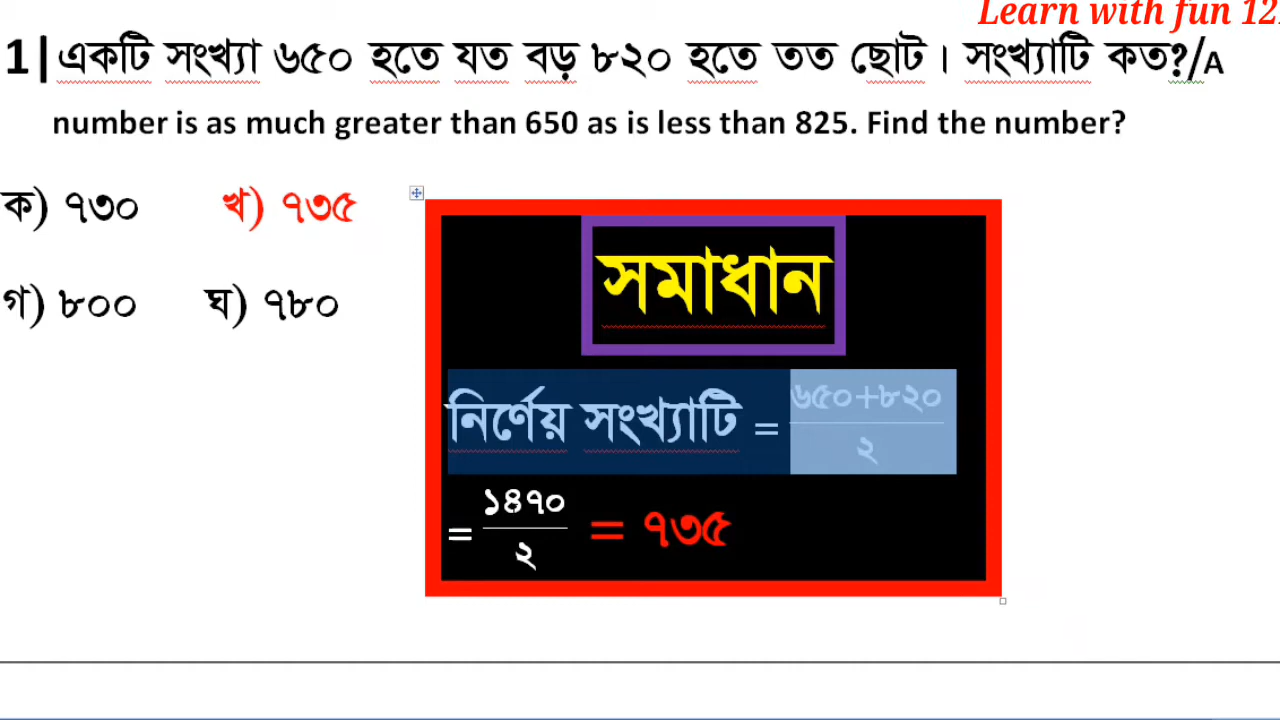 Learn with fun 12
1|একটি সংখ্যা ৬৫০ হতে যত বড় ৮২০ হতে তত ছোট। সংখ্যাটি কত?/A
number is as much greater than 650 as is less than 825. Find the number?
ক) ৭৩০ খ) ৭৩৫
গ) ৮০০ ঘ) ৭৮০
সমাধান
নির্ণেয় সংখ্যাটি = ৬৫০+৮২০
২
= ১৪৭০
২
= ৭৩৫